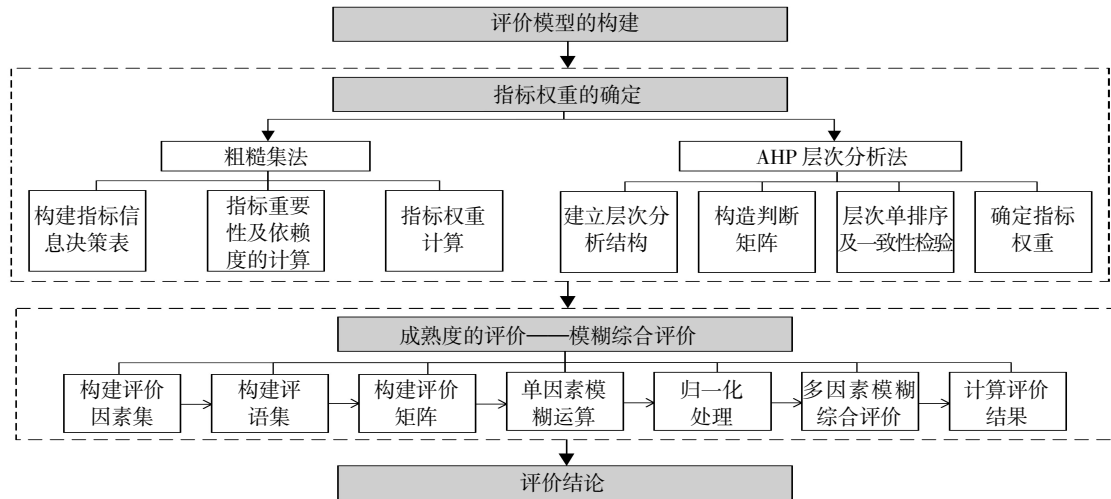 评价模型的构建
指标权重的确定
粗糙集法
AHP 层次分析法
构建指标信
息决策表
指标重要
性及依赖
度的计算
指标权重
计算
建立层次分
析结构
构造判断
矩阵
层次单排序
及一致性检验
确定指标
权重
成熟度的评价——模糊综合评价
构建评价
因素集
构建评
语集
构建评价
矩阵
单因素模
糊运算
归一化
处理
多因素模糊
综合评价
计算评价
结果
评价结论